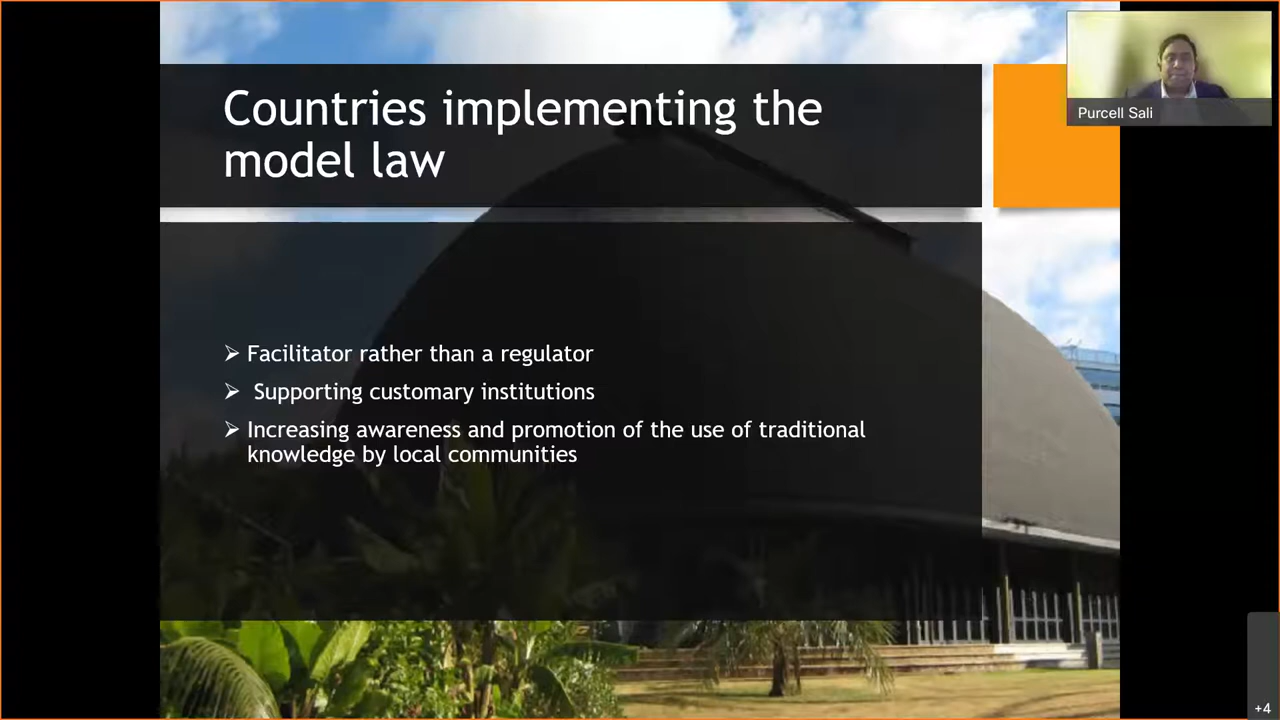 Countries implementing the
model law
Purcell Sali
➢ Facilitator rather than a regulator
➢ Supporting customary institutions
➢ Increasing awareness and promotion of the use of traditional
knowledge by local communities
+4